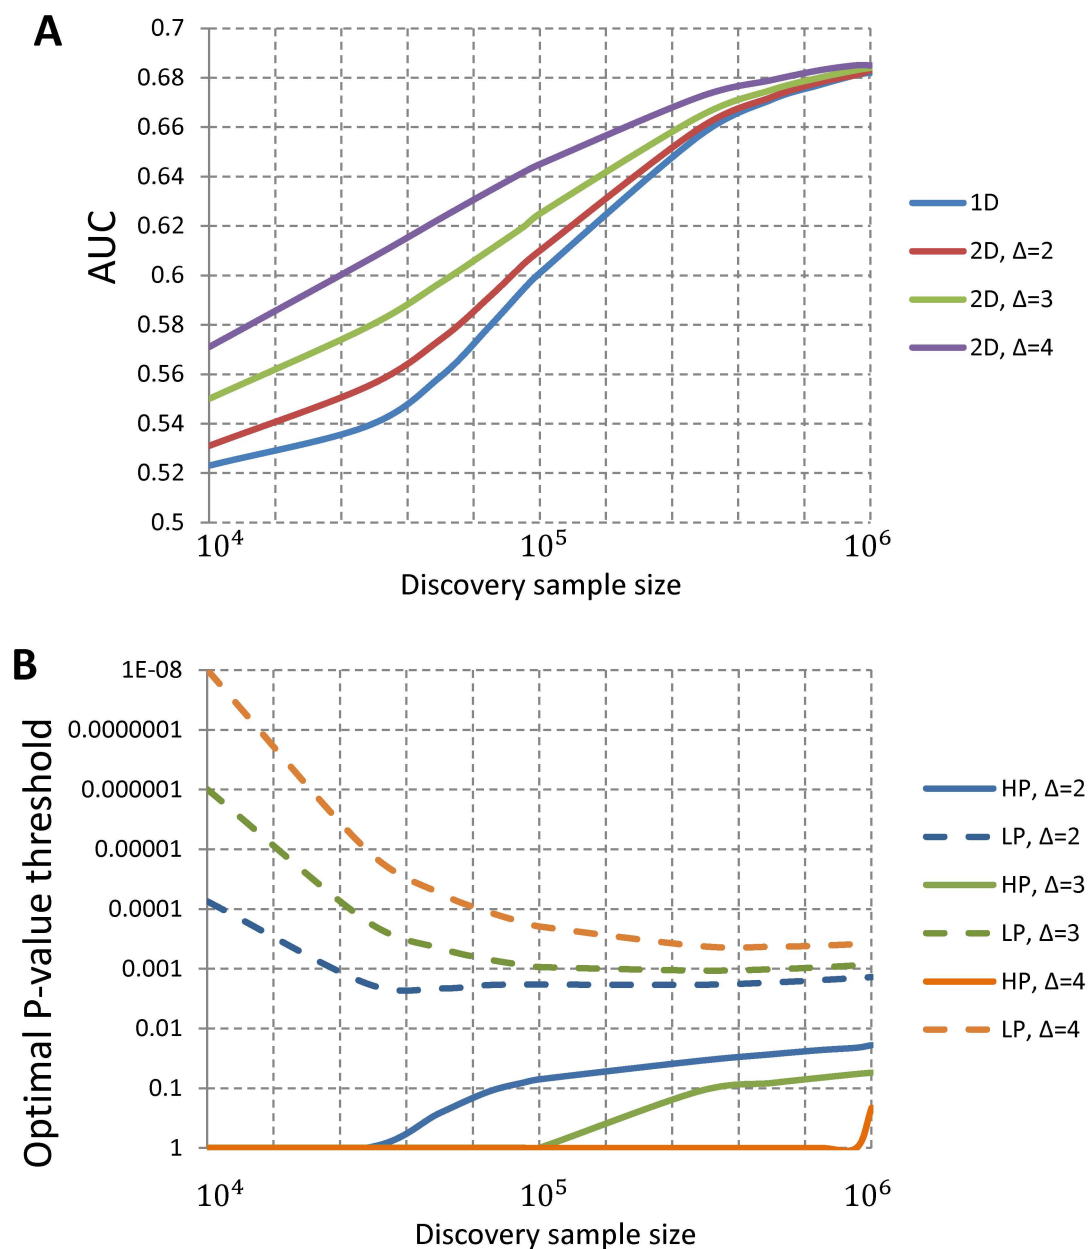 A
AUC
0.7
0.68
0.66
0.64
0.62
0.6
0.58
0.56
0.54
0.52
0.5
10⁴ 10⁵ 10⁶
Discovery sample size
1D
2D, Δ=2
2D, Δ=3
2D, Δ=4
B
Optimal P-value threshold
1E-08
0.0000001
0.000001
0.00001
0.0001
0.001
0.01
0.1
1
10⁴ 10⁵ 10⁶
Discovery sample size
HP, Δ=2
LP, Δ=2
HP, Δ=3
LP, Δ=3
HP, Δ=4
LP, Δ=4